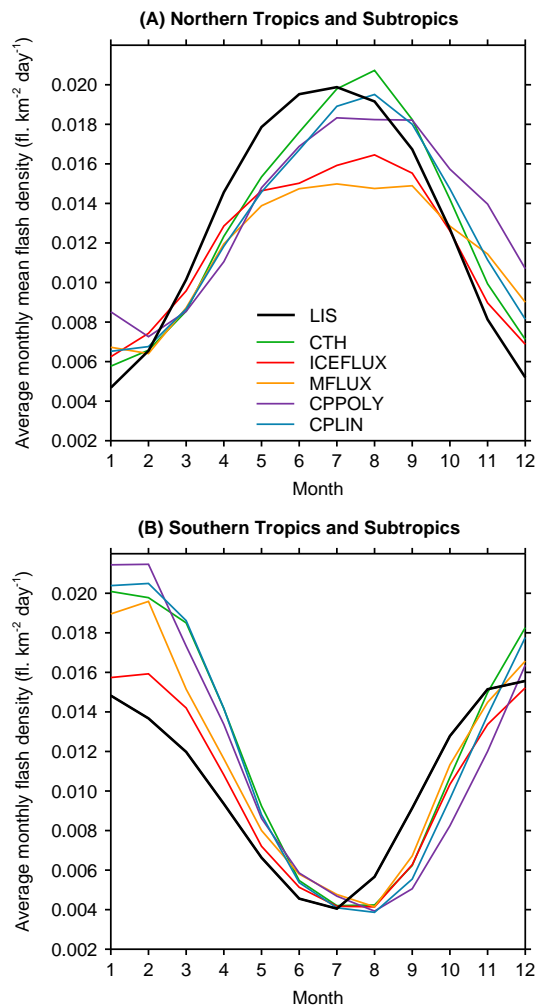 (A) Northern Tropics and Subtropics
Average monthly mean flash density (fl. km⁻² day⁻¹)
0.020
0.018
0.016
0.014
0.012
0.010
0.008
0.006
0.004
0.002
LIS
CTH
ICEFLUX
MFLUX
CPPOLY
CPLIN
1 2 3 4 5 6 7 8 9 10 11 12
Month
(B) Southern Tropics and Subtropics
Average monthly flash density (fl. km⁻² day⁻¹)
0.020
0.018
0.016
0.014
0.012
0.010
0.008
0.006
0.004
0.002
1 2 3 4 5 6 7 8 9 10 11 12
Month